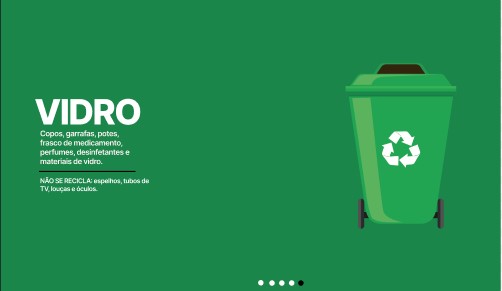 VIDRO
Copos, garrafas, potes,
frasco de medicamento,
perfumes, desinfetantes e
materiais de vidro.
NÃO SE RECICLA: espelhos, tubos de
TV, louças e óculos.